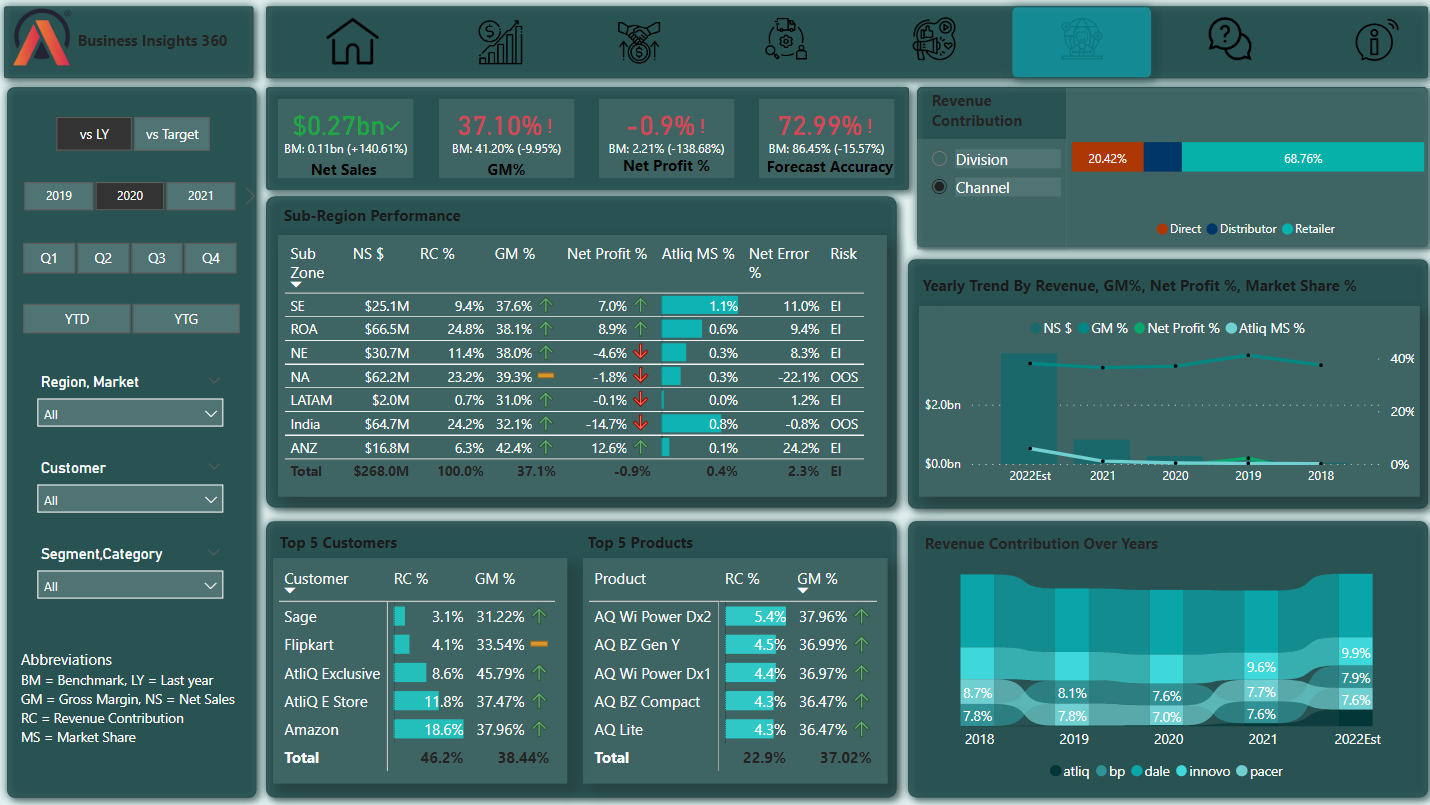 Business Insights 360
vs LY
vs Target
2019
2020
2021
Q1
Q2
Q3
Q4
YTD
YTG
Region, Market
All
Customer
All
Segment,Category
All
Abbreviations
BM = Benchmark, LY = Last year
GM = Gross Margin, NS = Net Sales
RC = Revenue Contribution
MS = Market Share
$0.27bn
BM: 0.11bn (+140.61%)
Net Sales
37.10% !
BM: 41.20% (-9.95%)
GM%
-0.9% !
BM: 2.21% (-138.68%)
Net Profit %
72.99% !
BM: 86.45% (-15.57%)
Forecast Accuracy
Revenue
Contribution
Division
Channel
20.42%
68.76%
Direct Distributor Retailer
Sub-Region Performance
Sub Zone NS $ RC % GM % Net Profit % Atliq MS % Net Error % Risk
SE $25.1M 9.4% 37.6% 7.0% 1.1% 11.0% EI
ROA $66.5M 24.8% 38.1% 8.9% 0.6% 9.4% EI
NE $30.7M 11.4% 38.0% -4.6% 0.3% 8.3% EI
NA $62.2M 23.2% 39.3% -1.8% 0.3% -22.1% OOS
LATAM $2.0M 0.7% 31.0% -0.1% 0.0% 1.2% EI
India $64.7M 24.2% 32.1% -14.7% 0.8% -0.8% OOS
ANZ $16.8M 6.3% 42.4% 12.6% 0.1% 24.2% EI
Total $268.0M 100.0% 37.1% -0.9% 0.4% 2.3% EI
Yearly Trend By Revenue, GM%, Net Profit %, Market Share %
NS $ GM % Net Profit % Atliq MS %
40%
$2.0bn
20%
$0.0bn
0%
2022Est 2021 2020 2019 2018
Top 5 Customers
Customer RC % GM %
Sage 3.1% 31.22%
Flipkart 4.1% 33.54%
AtliQ Exclusive 8.6% 45.79%
AtliQ E Store 11.8% 37.47%
Amazon 18.6% 37.96%
Total 46.2% 38.44%
Top 5 Products
Product RC % GM %
AQ Wi Power Dx2 5.4% 37.96%
AQ BZ Gen Y 4.5% 36.99%
AQ Wi Power Dx1 4.4% 36.97%
AQ BZ Compact 4.3% 36.47%
AQ Lite 4.3% 36.47%
Total 22.9% 37.02%
Revenue Contribution Over Years
8.7%
7.8%
8.1%
7.8%
7.6%
7.0%
9.6%
7.7%
7.6%
9.9%
7.9%
7.6%
2018 2019 2020 2021 2022Est
atliq bp dale innovo pacer